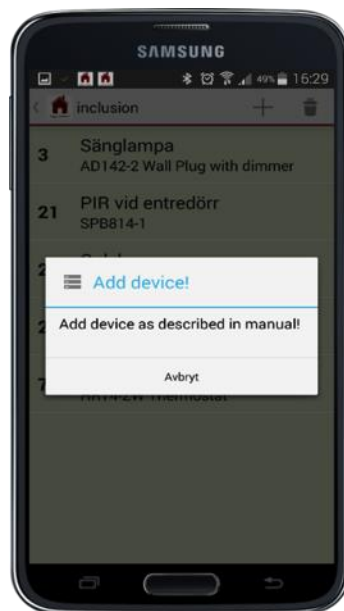 SAMSUNG
49% 16:29
inclusion
3 Sänglampa
AD142-2 Wall Plug with dimmer
21 PIR vid entredörr
SPB814-1
Add device!
Add device as described in manual!
Avbryt
Thermostat